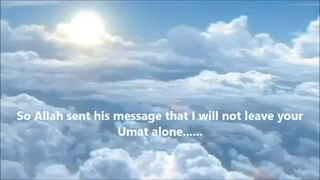 So Allah sent his message that I will not leave your
Umat alone......